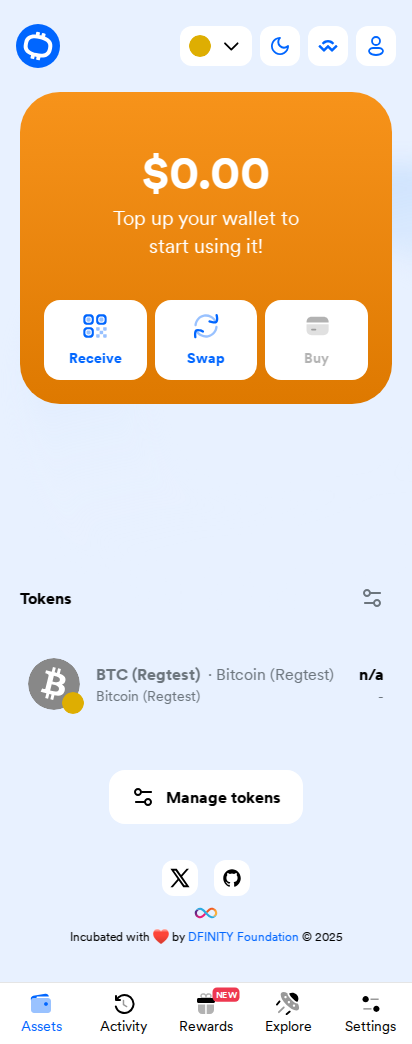 $0.00
Top up your wallet to
start using it!
Receive
Swap
Buy
Tokens
BTC (Regtest) · Bitcoin (Regtest)
n/a
Bitcoin (Regtest)
-
Manage tokens
Incubated with ❤️ by DFINITY Foundation © 2025
NEW
Assets
Activity
Rewards
Explore
Settings